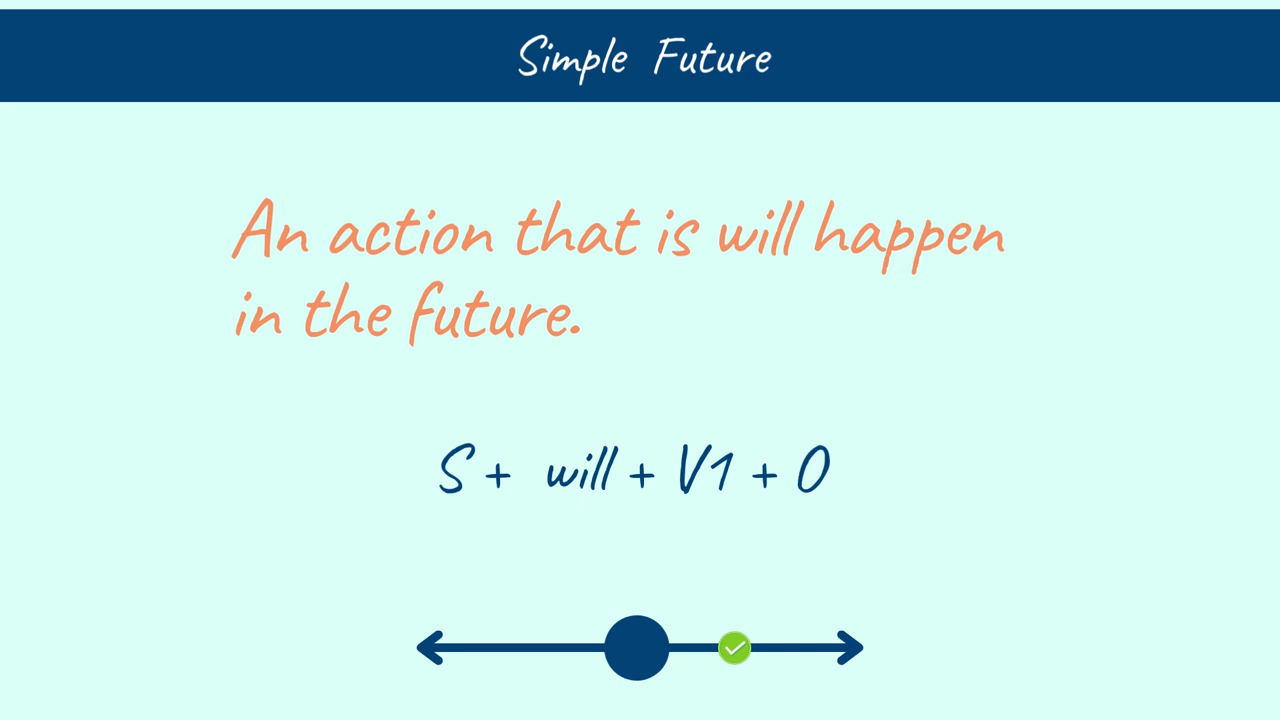 Simple Future
An action that is will happen
in the future.
S + will + V1 + O